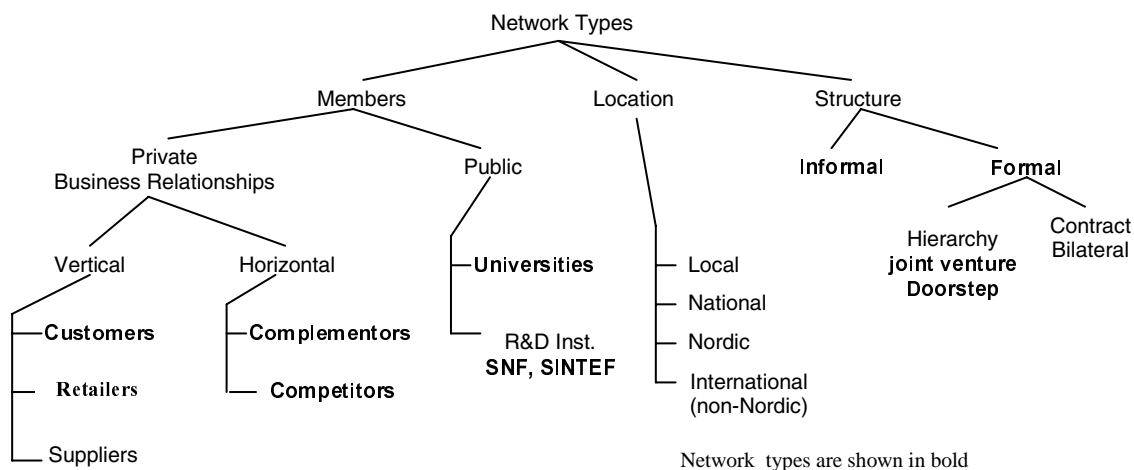 Network Types
Members
Location
Structure
Private
Business Relationships
Public
Informal
Formal
Vertical
Horizontal
Universities
Local
Hierarchy
joint venture
Doorstep
Contract
Bilateral
National
Customers
Complementors
R&D Inst.
SNF, SINTEF
Nordic
Retailers
Competitors
International
(non-Nordic)
Suppliers
Network types are shown in bold